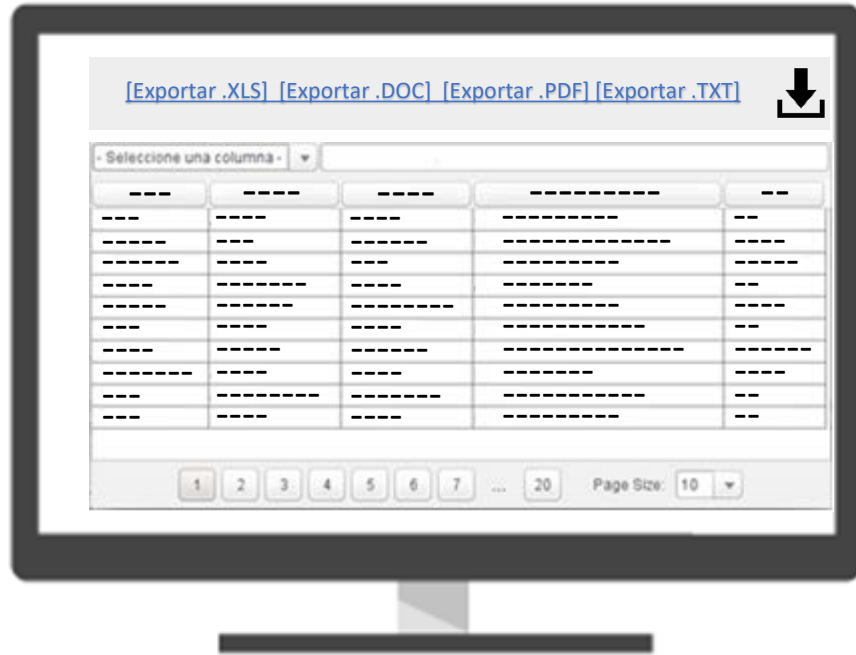 [Exportar .XLS] [Exportar .DOC] [Exportar .PDF] [Exportar .TXT]
- Seleccione una columna -
1 2 3 4 5 6 7 ... 20 Page Size: 10